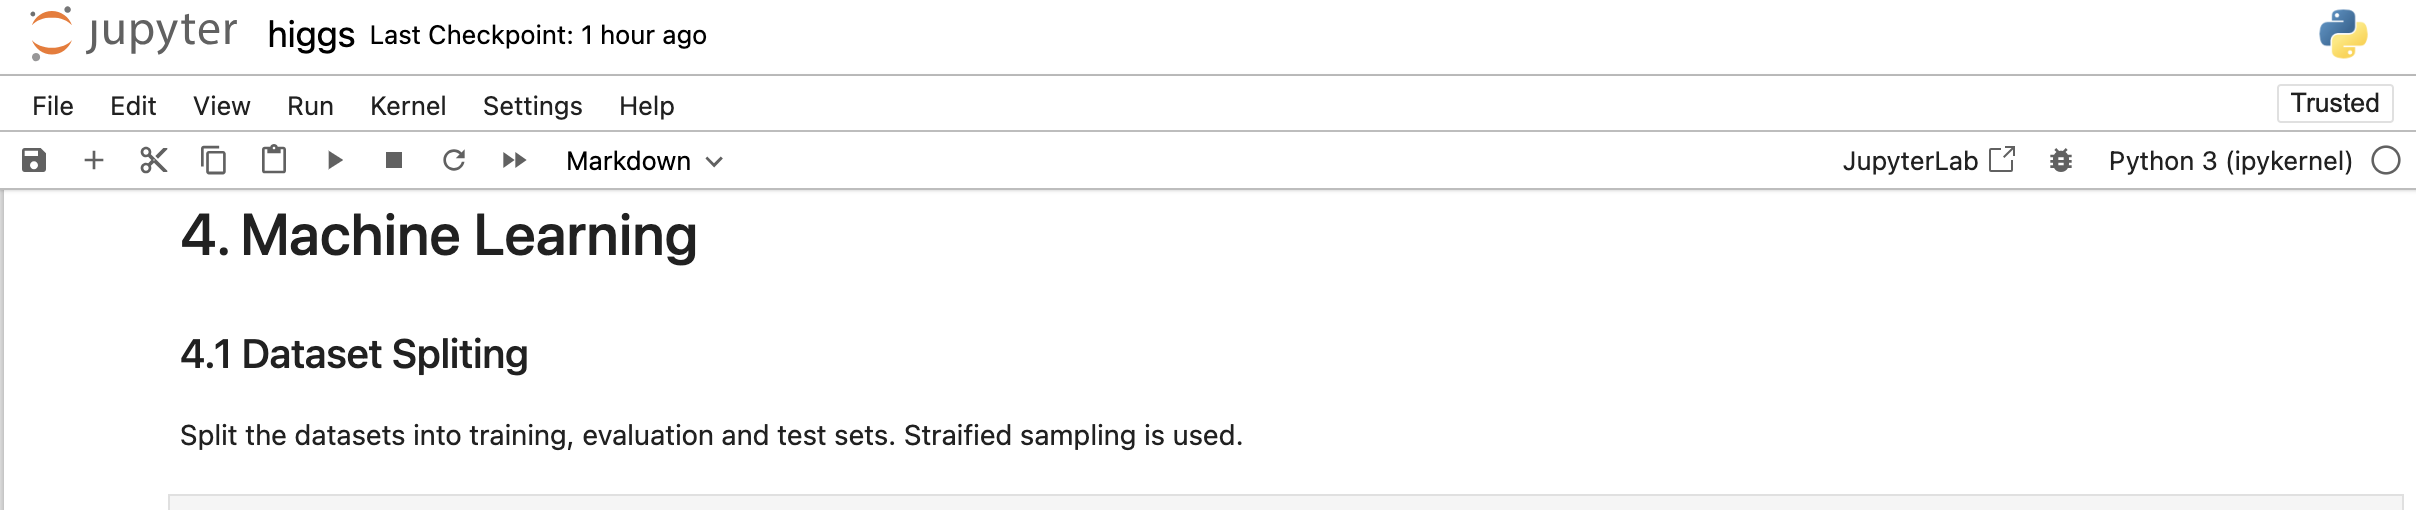 jupyter higgs Last Checkpoint: 1 hour ago
File Edit View Run Kernel Settings Help Trusted
Markdown JupyterLab Python 3 (ipykernel)
4. Machine Learning
4.1 Dataset Spliting
Split the datasets into training, evaluation and test sets. Straified sampling is used.